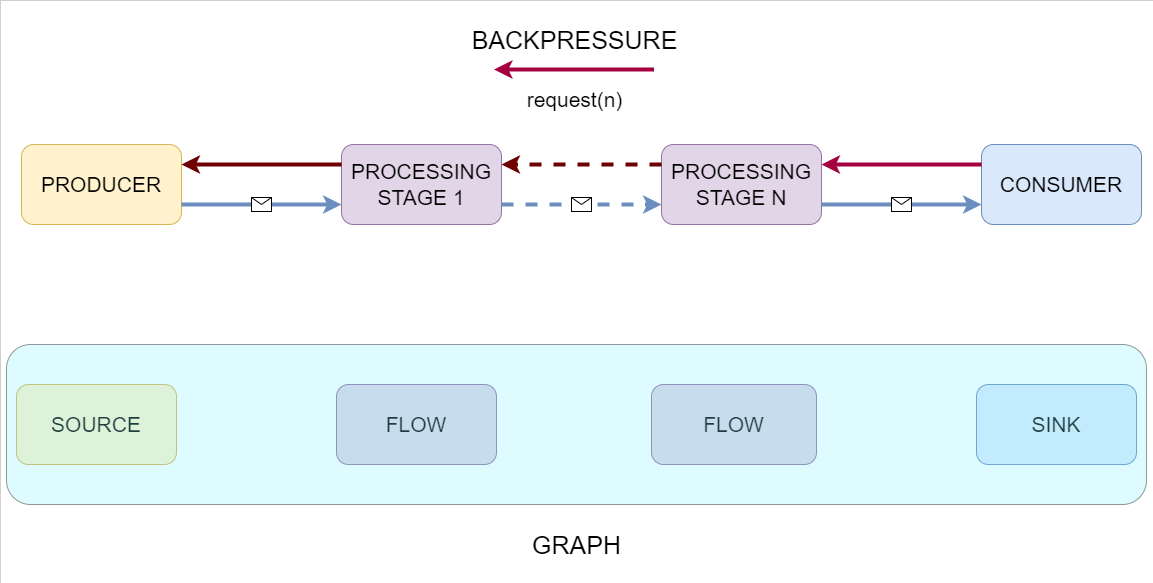 BACKPRESSURE
request(n)
PRODUCER
PROCESSING
STAGE 1
PROCESSING
STAGE N
CONSUMER
SOURCE
FLOW
FLOW
SINK
GRAPH